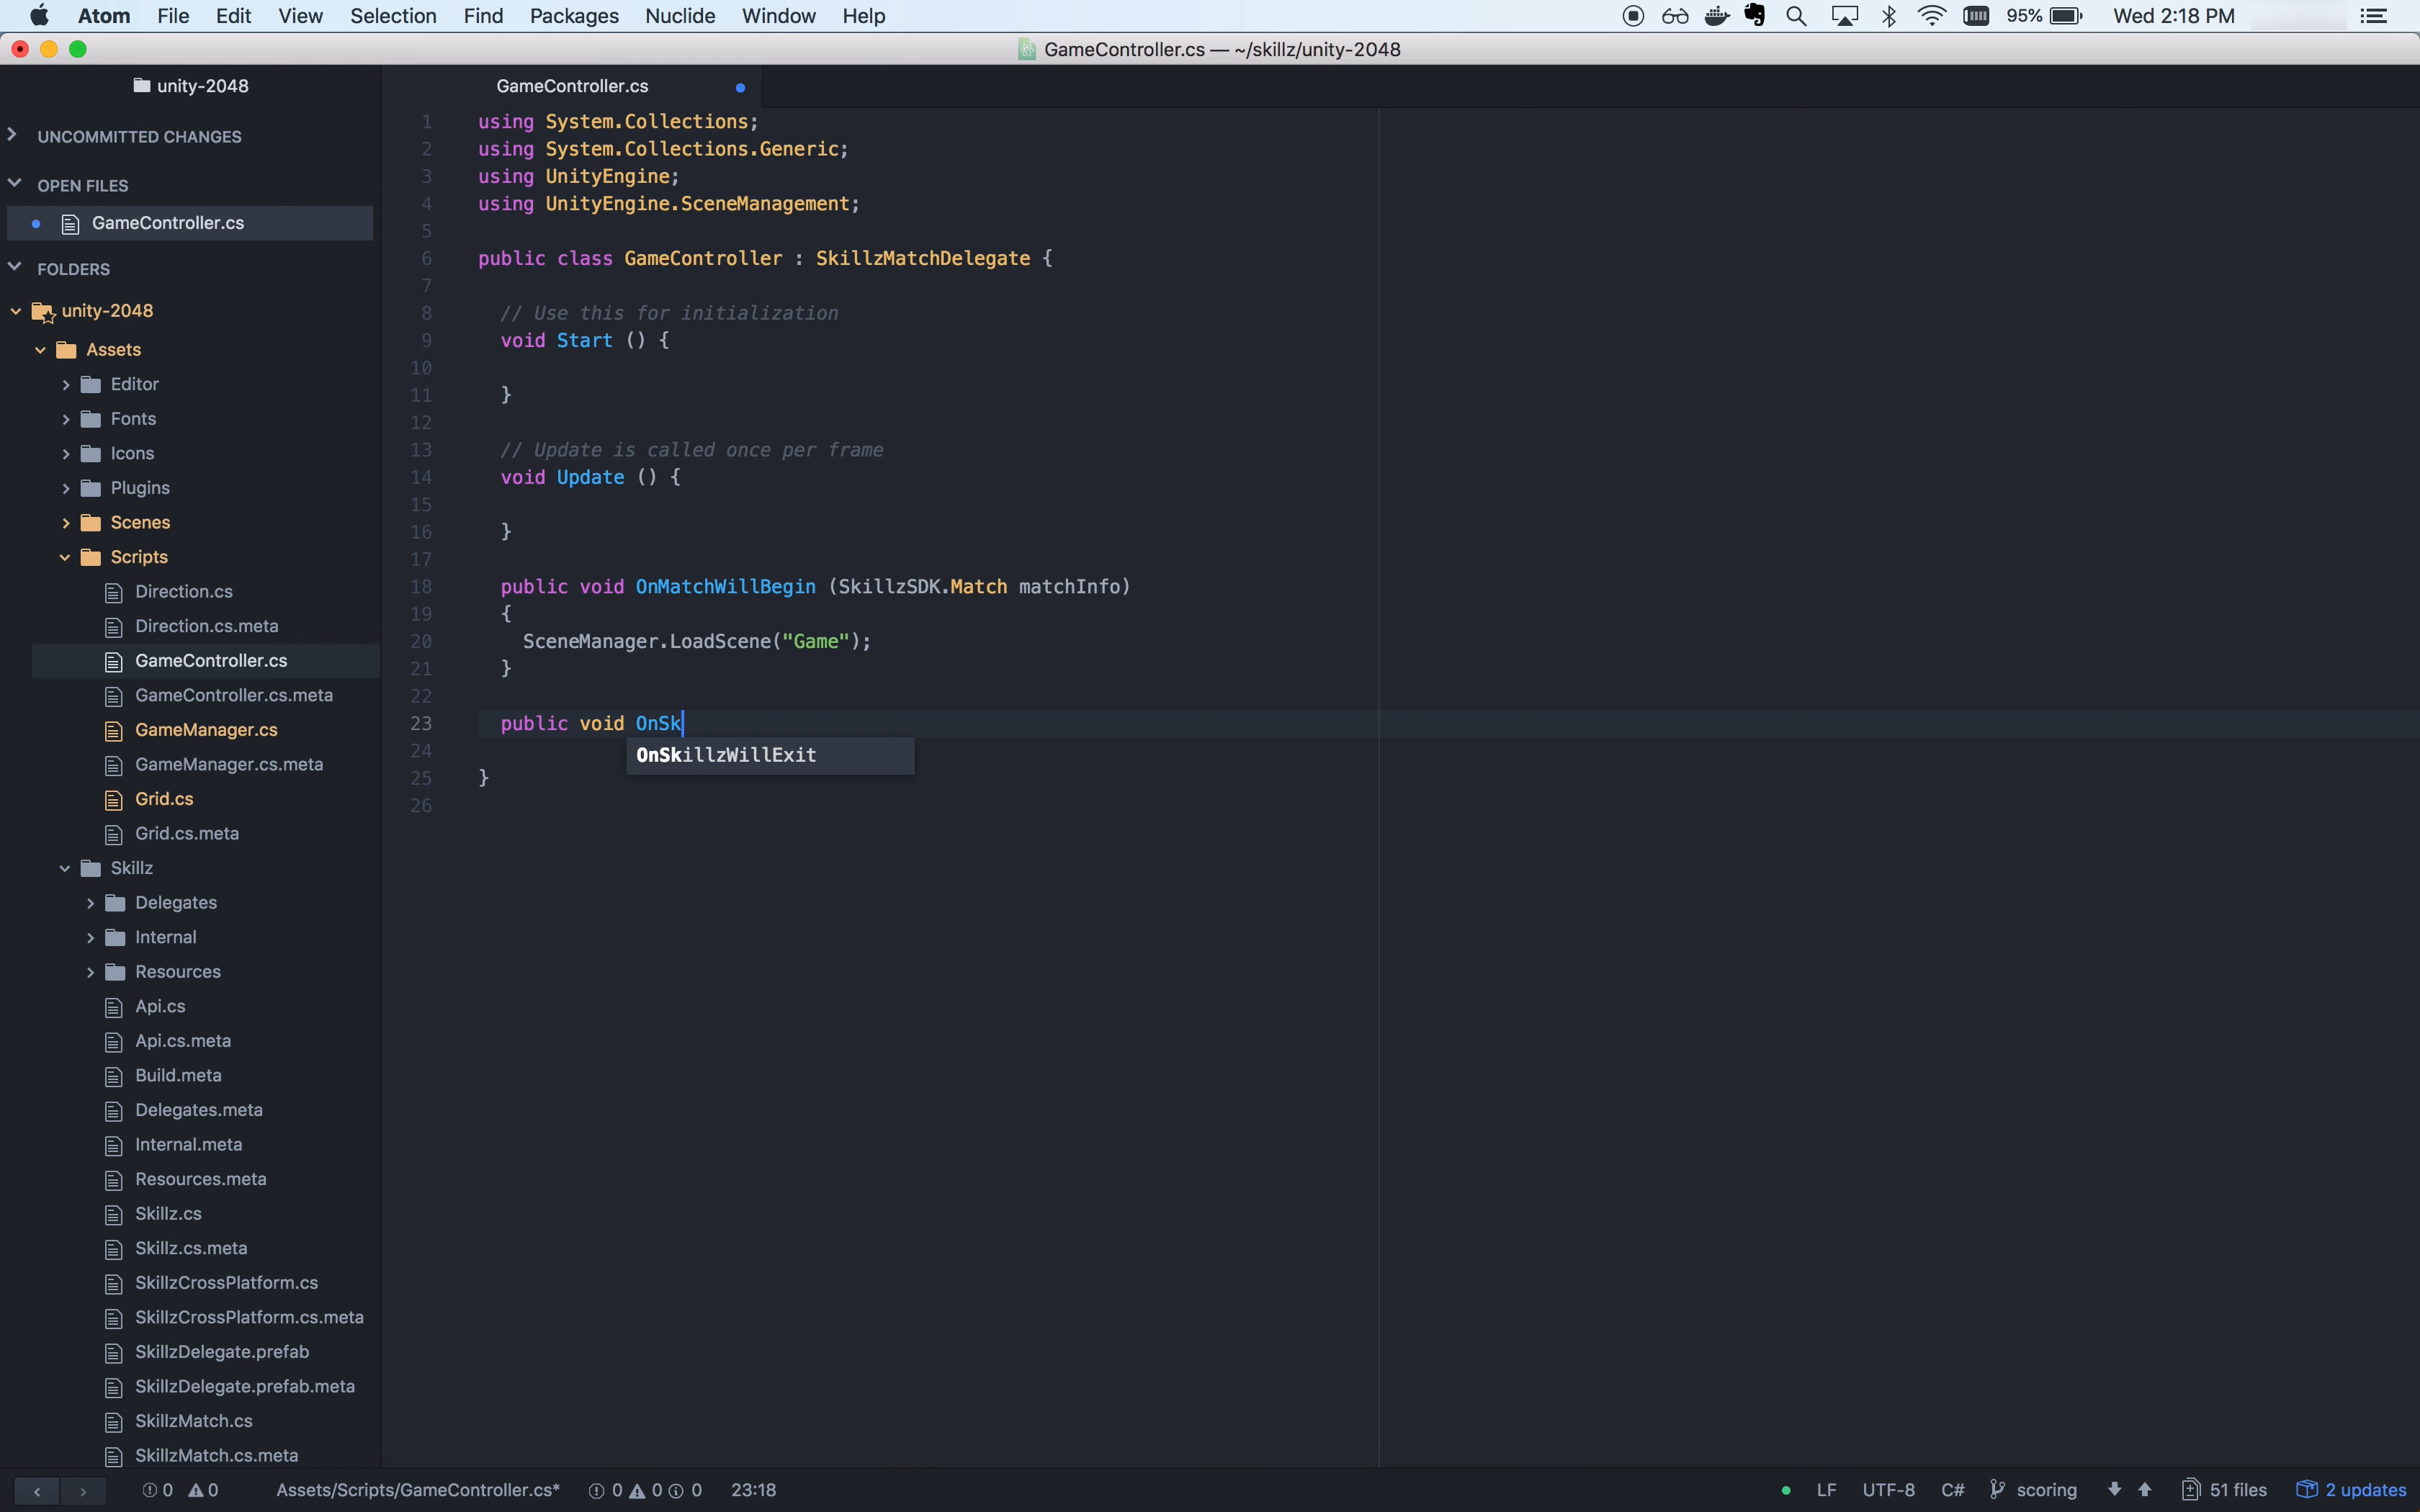 Atom File Edit View Selection Find Packages Nuclide Window Help 95% Wed 2:18 PM
GameController.cs — ~/skillz/unity-2048
unity-2048
UNCOMMITTED CHANGES
OPEN FILES
GameController.cs
FOLDERS
unity-2048
Assets
Editor
Fonts
Icons
Plugins
Scenes
Scripts
Direction.cs
Direction.cs.meta
GameController.cs
GameController.cs.meta
GameManager.cs
GameManager.cs.meta
Grid.cs
Grid.cs.meta
Skillz
Delegates
Internal
Resources
Api.cs
Api.cs.meta
Build.meta
Delegates.meta
Internal.meta
Resources.meta
Skillz.cs
Skillz.cs.meta
SkillzCrossPlatform.cs
SkillzCrossPlatform.cs.meta
SkillzDelegate.prefab
SkillzDelegate.prefab.meta
SkillzMatch.cs
SkillzMatch.cs.meta
GameController.cs
1 using System.Collections;
2 using System.Collections.Generic;
3 using UnityEngine;
4 using UnityEngine.SceneManagement;
5
6 public class GameController : SkillzMatchDelegate {
7
8 // Use this for initialization
9 void Start () {
10
11 }
12
13 // Update is called once per frame
14 void Update () {
15
16 }
17
18 public void OnMatchWillBegin (SkillzSDK.Match matchInfo)
19 {
20 SceneManager.LoadScene("Game");
21 }
22
23 public void OnSk
OnSkillzWillExit
24
25 }
26
0 0 Assets/Scripts/GameController.cs* 0 0 0 23:18 LF UTF-8 C# scoring 51 files 2 updates